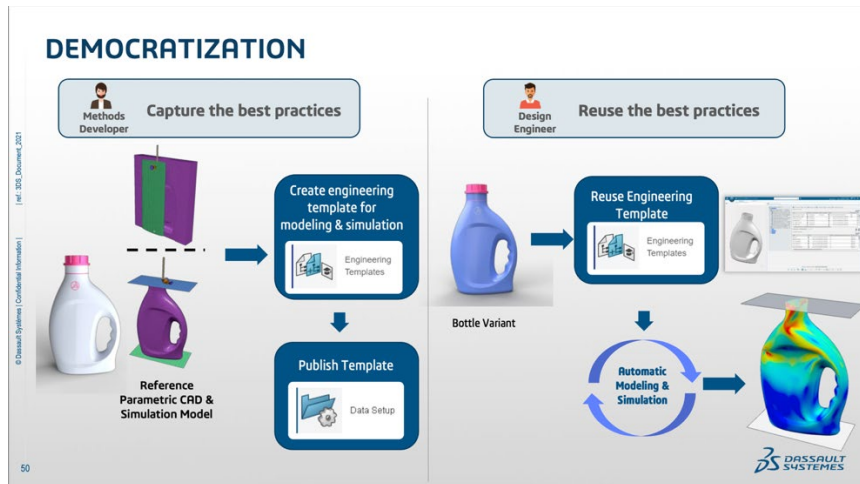 DEMOCRATIZATION
Methods
Developer
Capture the best practices
Design
Engineer
Reuse the best practices
© Dassault Systèmes | Confidential Information | | ref.: 3DS_Document_2021
Create engineering
template for
modeling & simulation
Engineering
Templates
Reference
Parametric CAD &
Simulation Model
Publish Template
Data Setup
Bottle Variant
Reuse Engineering
Template
Engineering
Templates
Automatic
Modeling &
Simulation
50
DASSAULT
SYSTEMES